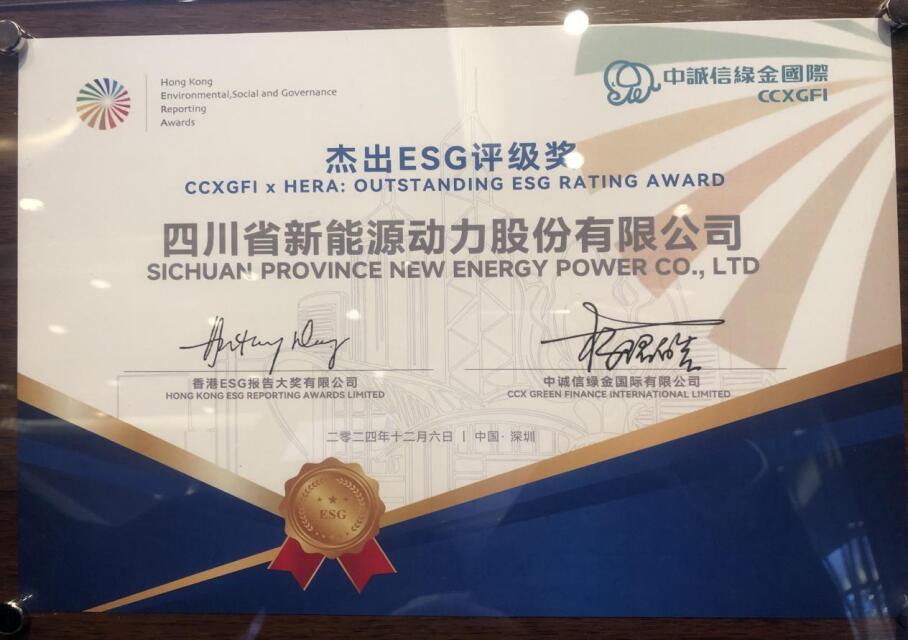 Hong Kong
Environmental,Social and Governance
Reporting
Awards
中誠信綠金國際
CCXGFI
杰出ESG评级奖
CCXGFI x HERA: OUTSTANDING ESG RATING AWARD
四川省新能源动力股份有限公司
SICHUAN PROVINCE NEW ENERGY POWER CO., LTD
香港ESG报告大奖有限公司
HONG KONG ESG REPORTING AWARDS LIMITED
中诚信绿金国际有限公司
CCX GREEN FINANCE INTERNATIONAL LIMITED
二零二四年十二月六日 | 中国·深圳
ESG